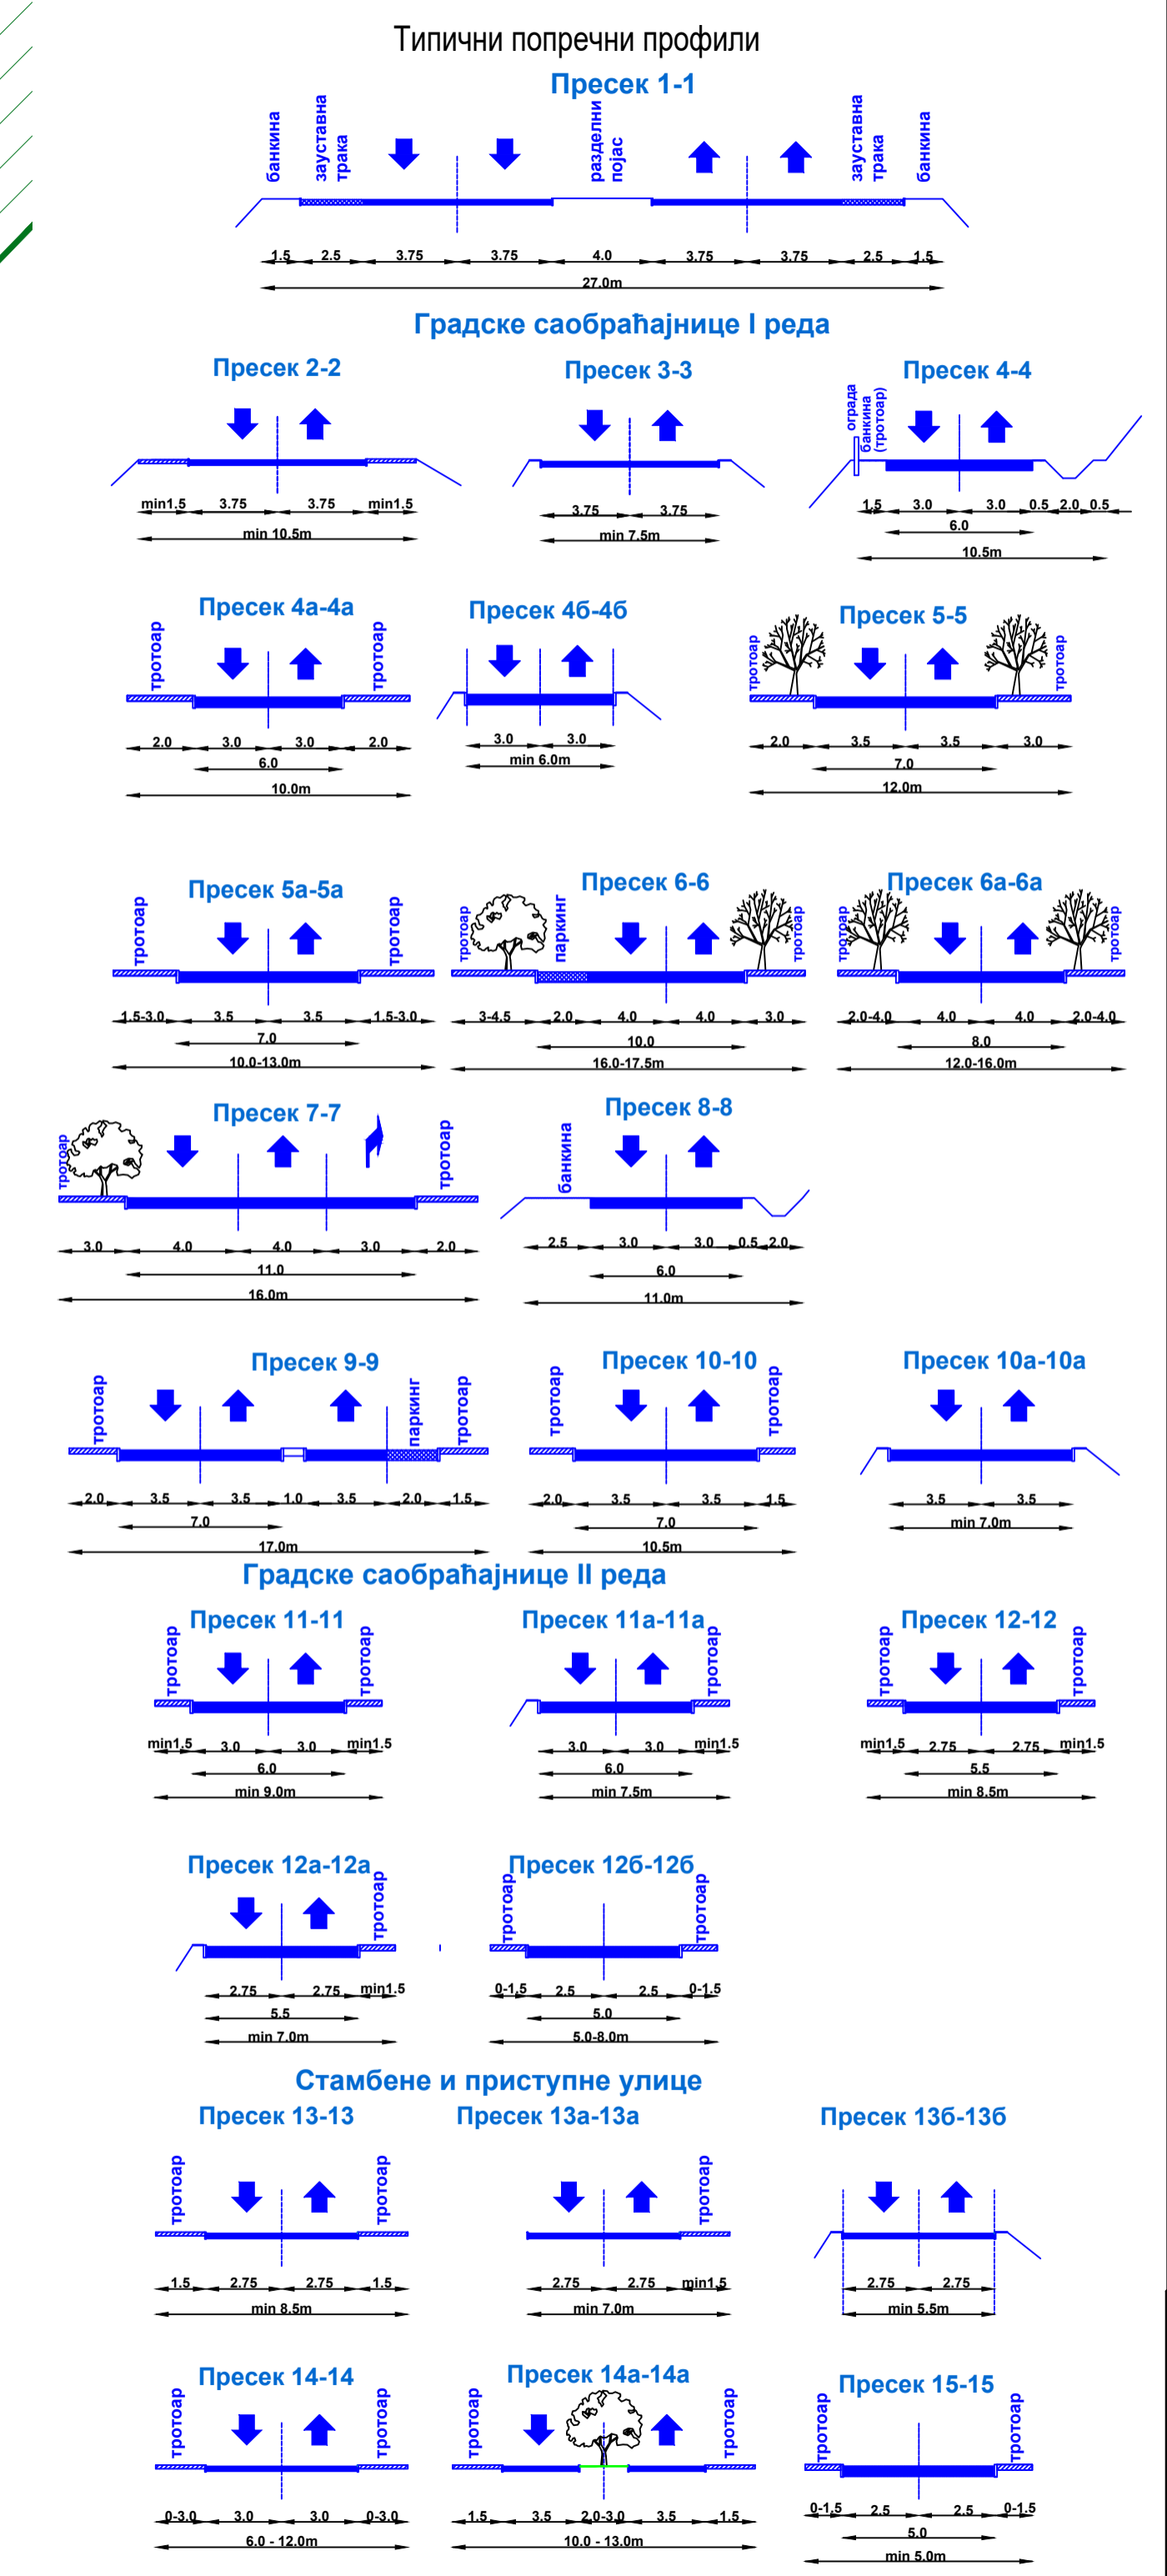 Типични попречни профили
Пресек 1-1
банкина
зауставна
трака
разделни
појас
зауставна
трака
банкина
1.5 2.5 3.75 3.75 4.0 3.75 3.75 2.5 1.5
27.0m
Градске саобраћајнице I реда
Пресек 2-2
min1.5 3.75 3.75 min1.5
min 10.5m
Пресек 3-3
3.75 3.75
min 7.5m
Пресек 4-4
ограда
банкина
(тротоар)
1.5 3.0 3.0 0.5 2.0 0.5
6.0
10.5m
Пресек 4а-4а
тротоар
тротоар
2.0 3.0 3.0 2.0
6.0
10.0m
Пресек 4б-4б
3.0 3.0
min 6.0m
Пресек 5-5
тротоар
тротоар
2.0 3.5 3.5 3.0
7.0
12.0m
Пресек 5а-5а
тротоар
тротоар
1.5-3.0 3.5 3.5 1.5-3.0
7.0
10.0-13.0m
Пресек 6-6
тротоар
паркинг
тротоар
3-4.5 2.0 4.0 4.0 3.0
10.0
16.0-17.5m
Пресек 6а-6а
тротоар
тротоар
2.0-4.0 4.0 4.0 2.0-4.0
8.0
12.0-16.0m
Пресек 7-7
тротоар
тротоар
3.0 4.0 4.0 3.0 2.0
11.0
16.0m
Пресек 8-8
банкина
2.5 3.0 3.0 0.5 2.0
6.0
11.0m
Пресек 9-9
тротоар
паркинг
тротоар
2.0 3.5 3.5 1.0 3.5 2.0 1.5
7.0
17.0m
Пресек 10-10
тротоар
тротоар
2.0 3.5 3.5 1.5
7.0
10.5m
Пресек 10а-10а
3.5 3.5
min 7.0m
Градске саобраћајнице II реда
Пресек 11-11
тротоар
тротоар
min1.5 3.0 3.0 min1.5
6.0
min 9.0m
Пресек 11а-11а
тротоар
3.0 3.0 min1.5
6.0
min 7.5m
Пресек 12-12
тротоар
тротоар
min1.5 2.75 2.75 min1.5
5.5
min 8.5m
Пресек 12а-12а
тротоар
2.75 2.75 min1.5
5.5
min 7.0m
Пресек 12б-12б
тротоар
тротоар
0-1.5 2.5 2.5 0-1.5
5.0
5.0-8.0m
Стамбене и приступне улице
Пресек 13-13
тротоар
тротоар
1.5 2.75 2.75 1.5
min 8.5m
Пресек 13а-13а
тротоар
2.75 2.75 min1.5
min 7.0m
Пресек 13б-13б
2.75 2.75
min 5.5m
Пресек 14-14
тротоар
тротоар
0-3.0 3.0 3.0 0-3.0
6.0 - 12.0m
Пресек 14а-14а
тротоар
тротоар
1.5 3.5 2.0-3.0 3.5 1.5
10.0 - 13.0m
Пресек 15-15
тротоар
тротоар
0-1.5 2.5 2.5 0-1.5
5.0
min 5.0m